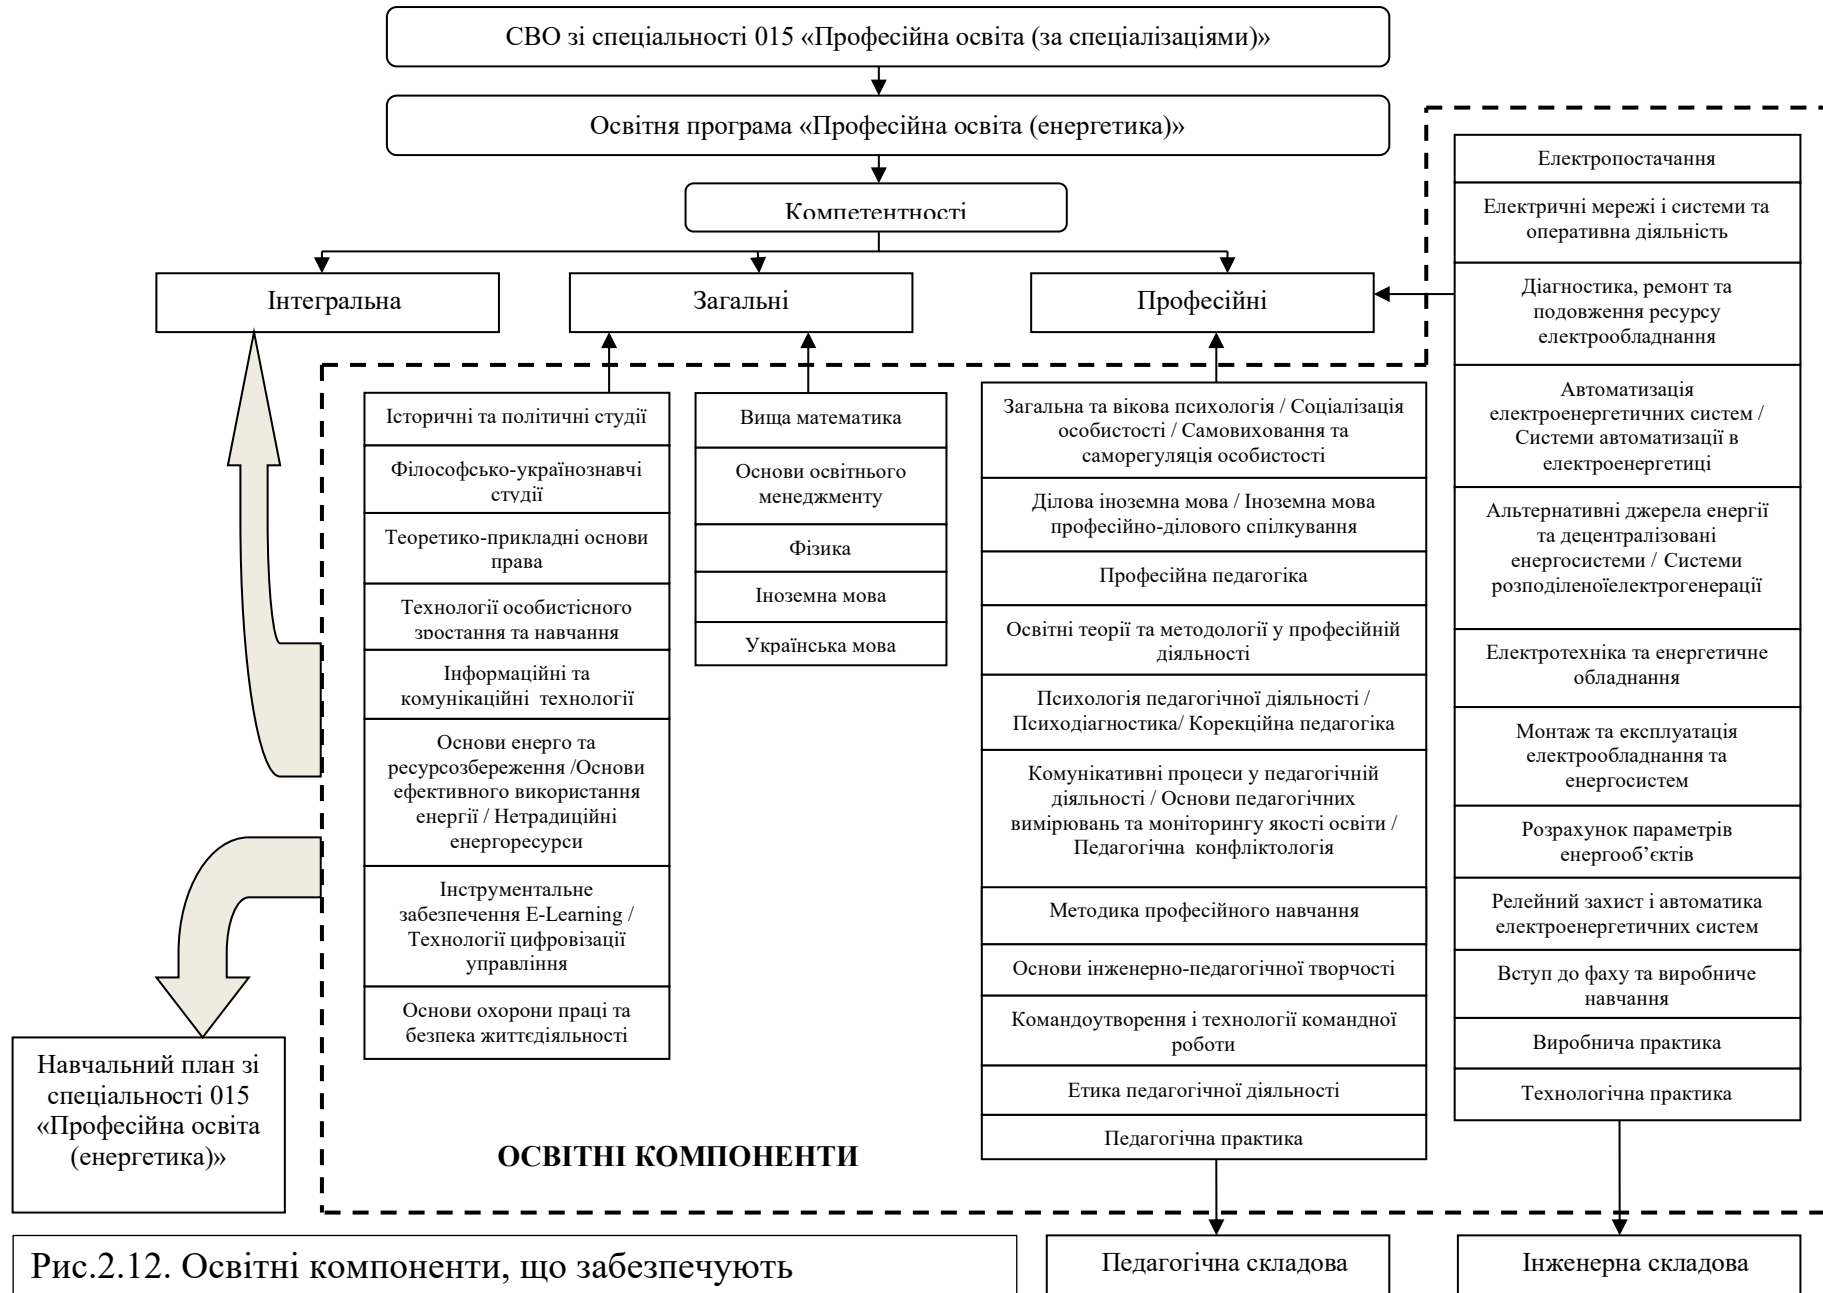 СВО зі спеціальності 015 «Професійна освіта (за спеціалізаціями)»
Освітня програма «Професійна освіта (енергетика)»
Компетентності
Інтегральна
Загальні
Професійні
Історичні та політичні студії
Філософсько-українознавчі
студії
Теоретико-прикладні основи
права
Технології особистісного
зростання та навчання
Інформаційні та
комунікаційні технології
Основи енерго та
ресурсозбереження /Основи
ефективного використання
енергії / Нетрадиційні
енергоресурси
Інструментальне
забезпечення E-Learning /
Технології цифровізації
управління
Основи охорони праці та
безпека життєдіяльності
Вища математика
Основи освітнього
менеджменту
Фізика
Іноземна мова
Українська мова
Загальна та вікова психологія / Соціалізація
особистості / Самовиховання та
саморегуляція особистості
Ділова іноземна мова / Іноземна мова
професійно-ділового спілкування
Професійна педагогіка
Освітні теорії та методології у професійній
діяльності
Психологія педагогічної діяльності /
Психодіагностика/ Корекційна педагогіка
Комунікативні процеси у педагогічній
діяльності / Основи педагогічних
вимірювань та моніторингу якості освіти /
Педагогічна конфліктологія
Методика професійного навчання
Основи інженерно-педагогічної творчості
Командоутворення і технології командної
роботи
Етика педагогічної діяльності
Педагогічна практика
Електропостачання
Електричні мережі і системи та
оперативна діяльність
Діагностика, ремонт та
подовження ресурсу
електрообладнання
Автоматизація
електроенергетичних систем /
Системи автоматизації в
електроенергетиці
Альтернативні джерела енергії
та децентралізовані
енергосистеми / Системи
розподіленоїелектрогенерації
Електротехніка та енергетичне
обладнання
Монтаж та експлуатація
електрообладнання та
енергосистем
Розрахунок параметрів
енергооб’єктів
Релейний захист і автоматика
електроенергетичних систем
Вступ до фаху та виробниче
навчання
Виробнича практика
Технологічна практика
Навчальний план зі
спеціальності 015
«Професійна освіта
(енергетика)»
ОСВІТНІ КОМПОНЕНТИ
Рис.2.12. Освітні компоненти, що забезпечують
Педагогічна складова
Інженерна складова